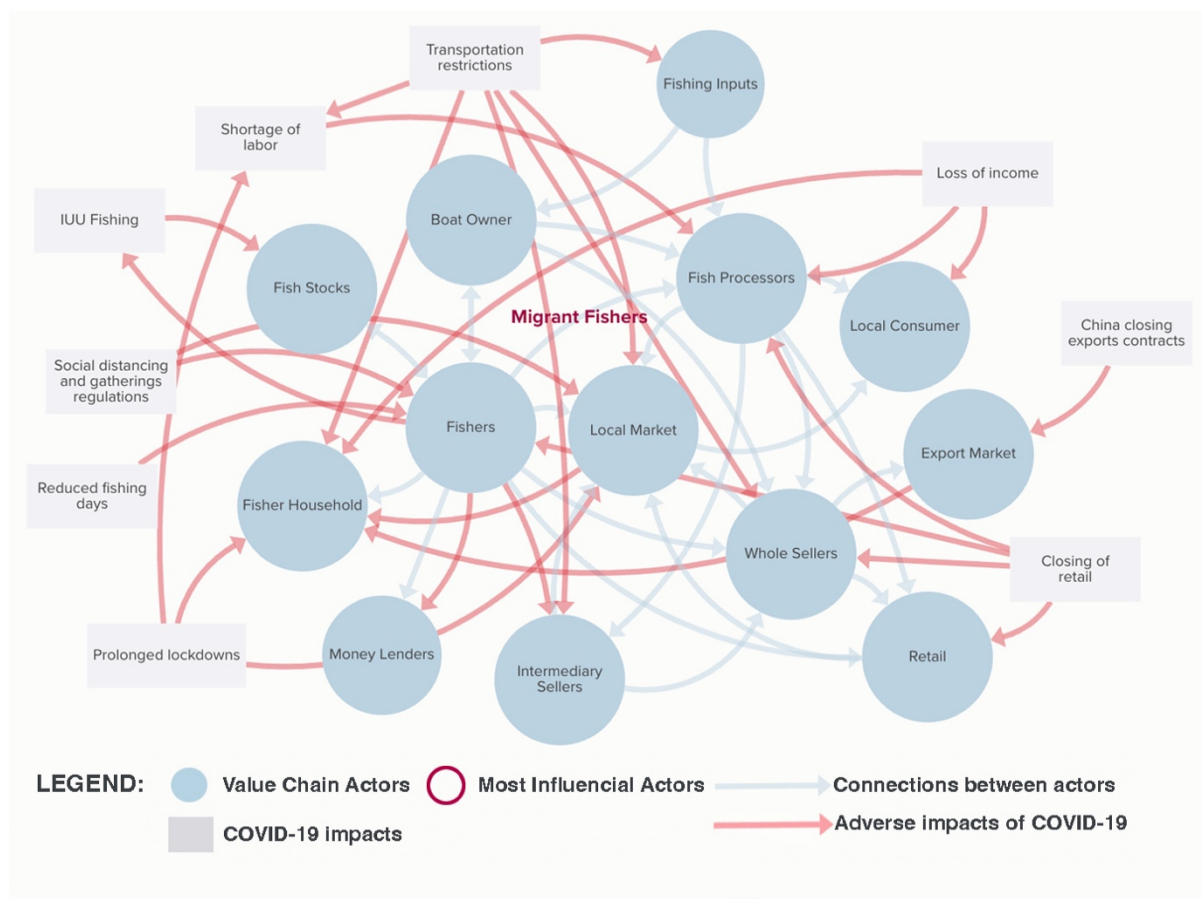 Transportation
restrictions
Fishing Inputs
Shortage of
labor
Loss of income
IUU Fishing
Boat Owner
Fish Stocks
Fish Processors
Migrant Fishers
Local Consumer
China closing
exports contracts
Social distancing
and gatherings
regulations
Fishers
Local Market
Export Market
Reduced fishing
days
Fisher Household
Whole Sellers
Closing of
retail
Prolonged lockdowns
Money Lenders
Intermediary
Sellers
Retail
LEGEND:
Value Chain Actors
Most Influencial Actors
Connections between actors
COVID-19 impacts
Adverse impacts of COVID-19